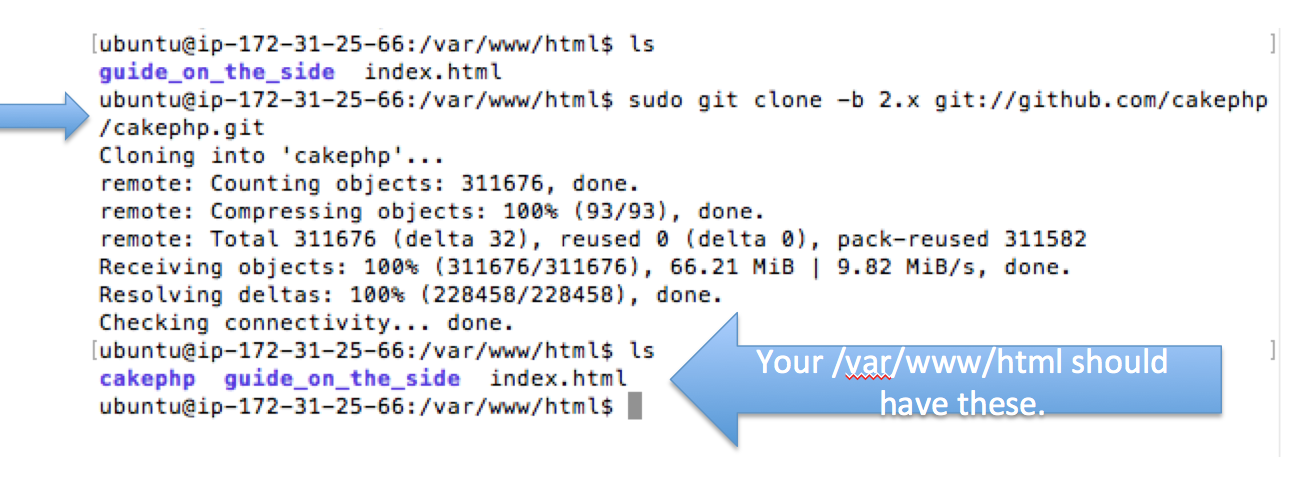 [ubuntu@ip-172-31-25-66:/var/www/html$ ls ]
guide_on_the_side index.html
ubuntu@ip-172-31-25-66:/var/www/html$ sudo git clone -b 2.x git://github.com/cakephp
/cakephp.git
Cloning into 'cakephp'...
remote: Counting objects: 311676, done.
remote: Compressing objects: 100% (93/93), done.
remote: Total 311676 (delta 32), reused 0 (delta 0), pack-reused 311582
Receiving objects: 100% (311676/311676), 66.21 MiB | 9.82 MiB/s, done.
Resolving deltas: 100% (228458/228458), done.
Checking connectivity... done.
[ubuntu@ip-172-31-25-66:/var/www/html$ ls ]
cakephp guide_on_the_side index.html
ubuntu@ip-172-31-25-66:/var/www/html$
Your /var/www/html should
have these.